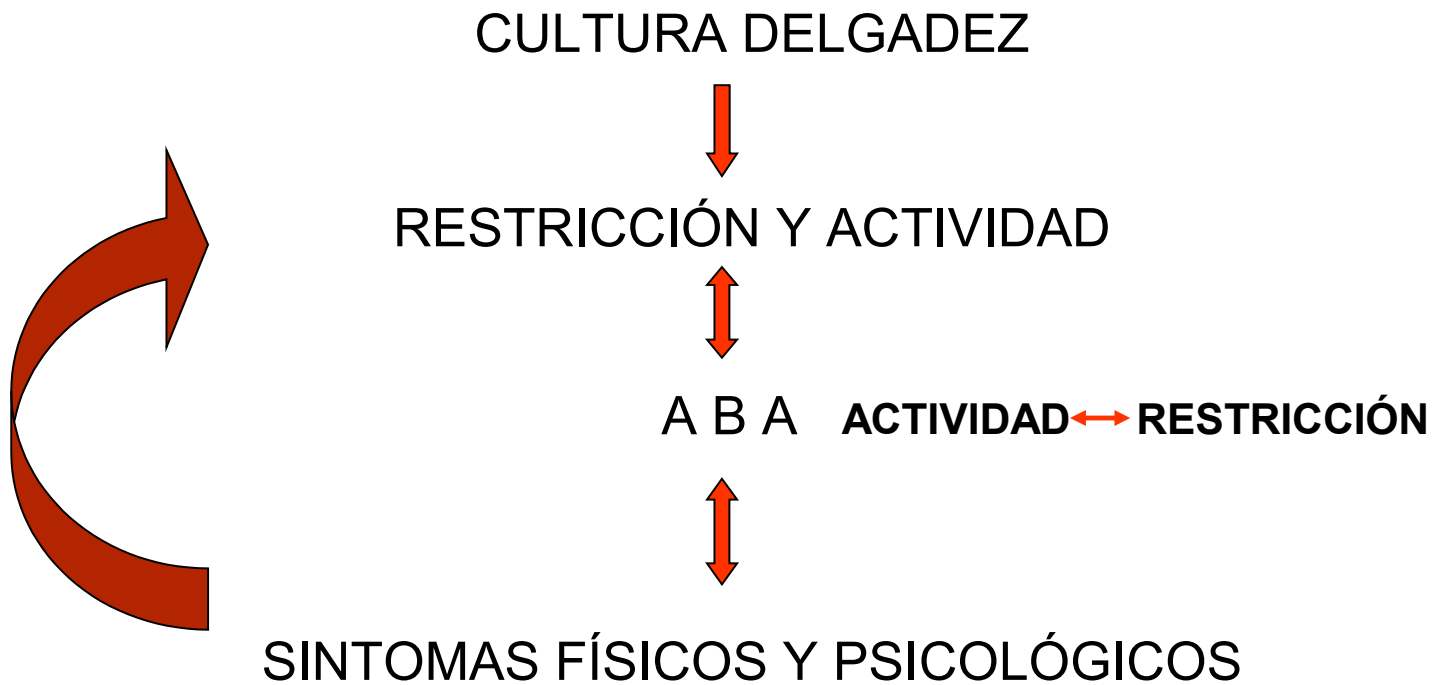 CULTURA DELGADEZ
RESTRICCIÓN Y ACTIVIDAD
A B A ACTIVIDAD RESTRICCIÓN
SINTOMAS FÍSICOS Y PSICOLÓGICOS